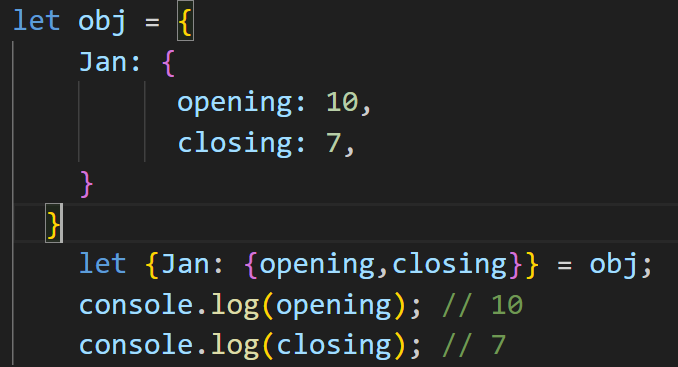 let obj = {
Jan: {
opening: 10,
closing: 7,
}
}
let {Jan: {opening,closing}} = obj;
console.log(opening); // 10
console.log(closing); // 7